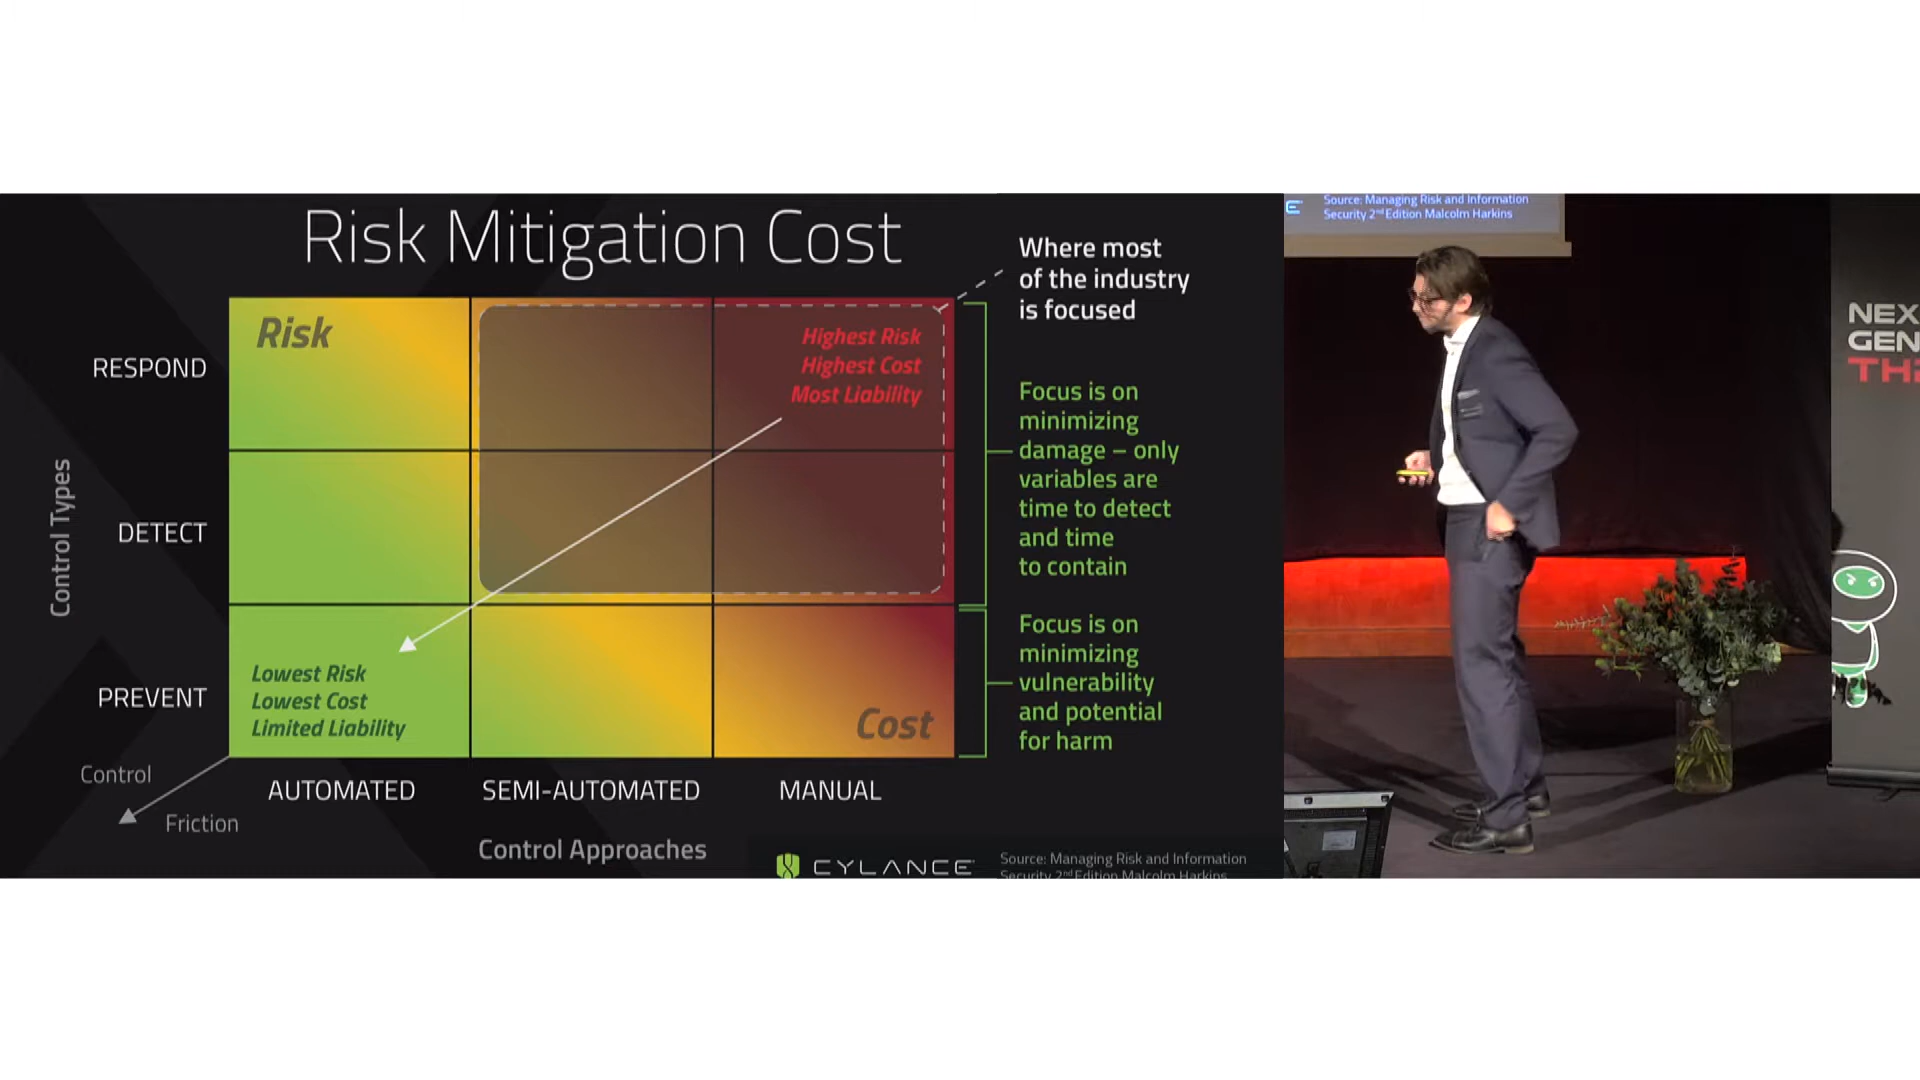 Risk Mitigation Cost
Where most
of the industry
is focused
Risk
Highest Risk
Highest Cost
Most Liability
RESPOND
Focus is on
minimizing
damage – only
variables are
time to detect
and time
to contain
Control Types
DETECT
Focus is on
minimizing
vulnerability
and potential
for harm
PREVENT
Lowest Risk
Lowest Cost
Limited Liability
Cost
Control
Friction
AUTOMATED
SEMI-AUTOMATED
MANUAL
Control Approaches
CYLANCE
Source: Managing Risk and Information
Security 2nd Edition Malcolm Harkins
E
Source: Managing Risk and Information
Security 2nd Edition Malcolm Harkins
NEX
GEN
TH